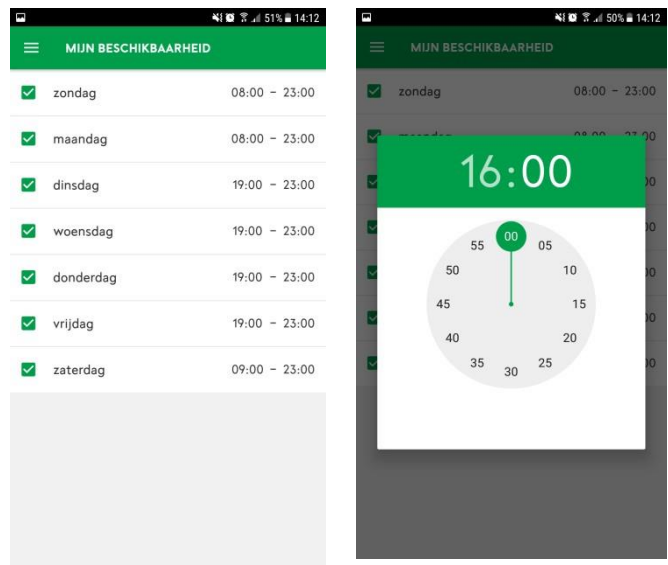 51% 14:12
MIJN BESCHIKBAARHEID
zondag 08:00 - 23:00
maandag 08:00 - 23:00
dinsdag 19:00 - 23:00
woensdag 19:00 - 23:00
donderdag 19:00 - 23:00
vrijdag 19:00 - 23:00
zaterdag 09:00 - 23:00
50% 14:12
MIJN BESCHIKBAARHEID
zondag 08:00 - 23:00
16:00
00
55 05
50 10
45 15
40 20
35 25
30